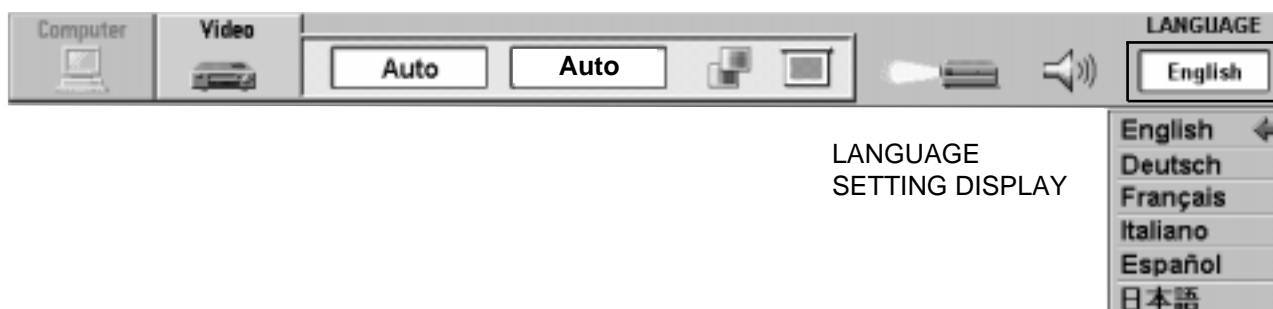 Computer
Video
LANGUAGE
Auto
Auto
English
LANGUAGE
SETTING DISPLAY
English
Deutsch
Français
Italiano
Español
日本語